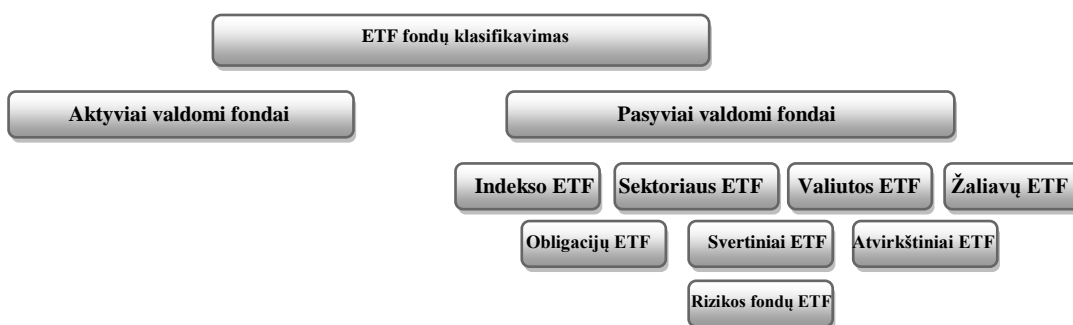 ETF fondų klasifikavimas
Aktyviai valdomi fondai
Pasyviai valdomi fondai
Indekso ETF
Sektoriaus ETF
Valiutos ETF
Žaliavų ETF
Obligacijų ETF
Svertiniai ETF
Atvirkštiniai ETF
Rizikos fondų ETF